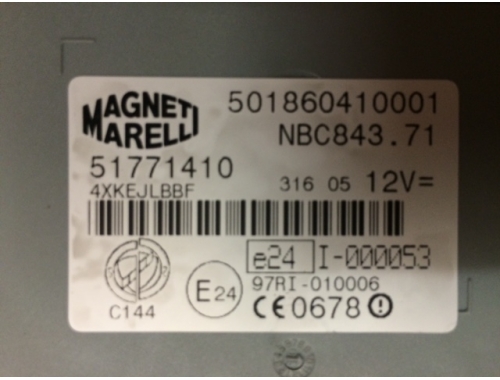 MAGNETI MARELLI
501860410001
NBC843.71
51771410
4XKEJLBBF
316 05 12V=
e24 I-000053
97RI-010006
E24
CE0678
C144